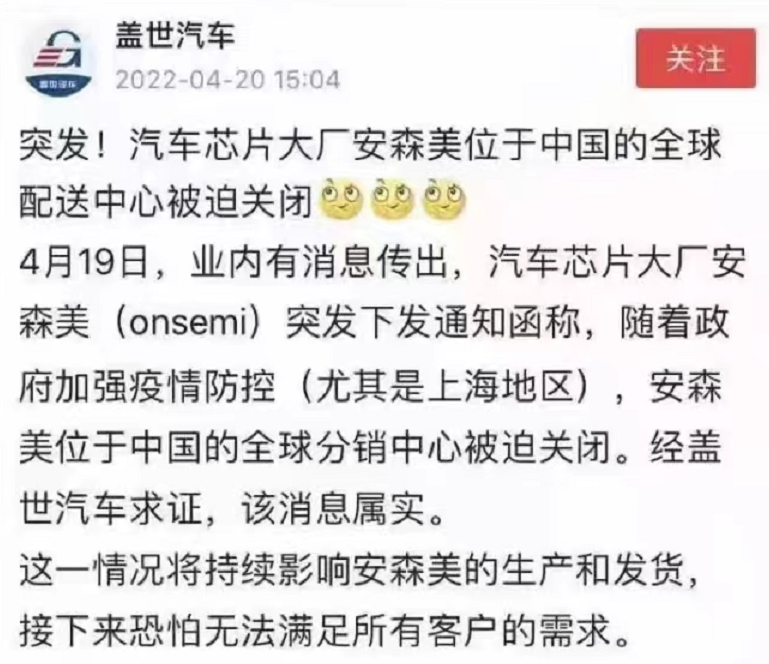 盖世汽车
盖世汽车
2022-04-20 15:04
关注
突发！汽车芯片大厂安森美位于中国的全球
配送中心被迫关闭
4月19日，业内有消息传出，汽车芯片大厂安
森美（onsemi）突发下发通知函称，随着政
府加强疫情防控（尤其是上海地区），安森
美位于中国的全球分销中心被迫关闭。经盖
世汽车求证，该消息属实。
这一情况将持续影响安森美的生产和发货，
接下来恐怕无法满足所有客户的需求。